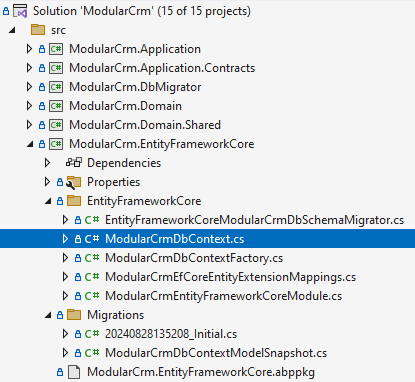 Solution 'ModularCrm' (15 of 15 projects)
src
C# ModularCrm.Application
C# ModularCrm.Application.Contracts
C# ModularCrm.DbMigrator
C# ModularCrm.Domain
C# ModularCrm.Domain.Shared
C# ModularCrm.EntityFrameworkCore
Dependencies
Properties
EntityFrameworkCore
C# EntityFrameworkCoreModularCrmDbSchemaMigrator.cs
C# ModularCrmDbContext.cs
C# ModularCrmDbContextFactory.cs
C# ModularCrmEfCoreEntityExtensionMappings.cs
C# ModularCrmEntityFrameworkCoreModule.cs
Migrations
C# 20240828135208_Initial.cs
C# ModularCrmDbContextModelSnapshot.cs
ModularCrm.EntityFrameworkCore.abppkg